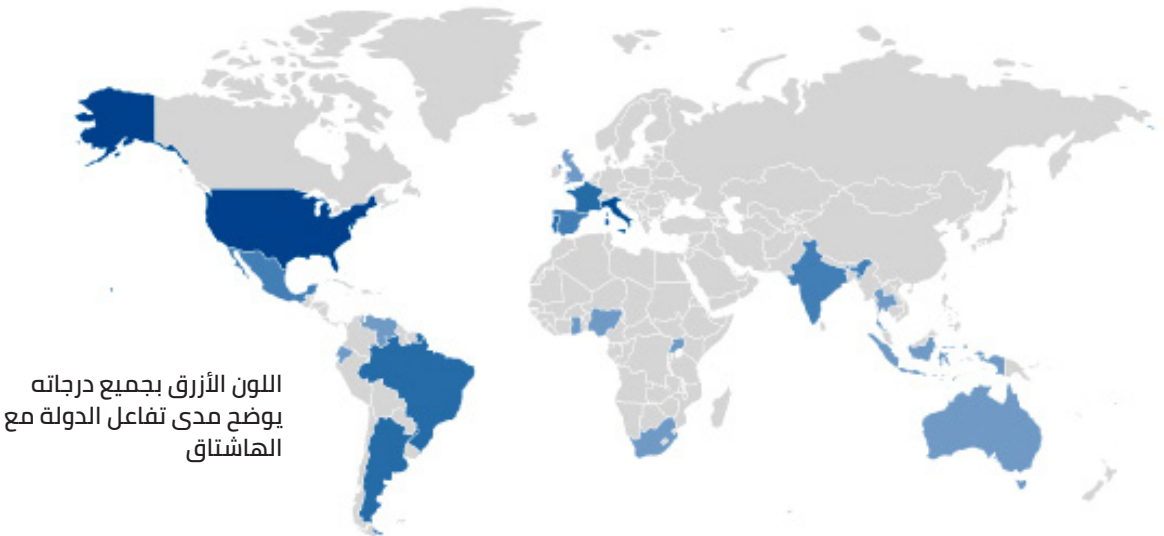 اللون الأزرق بجميع درجاته
يوضح مدى تفاعل الدولة مع
الهاشتاق